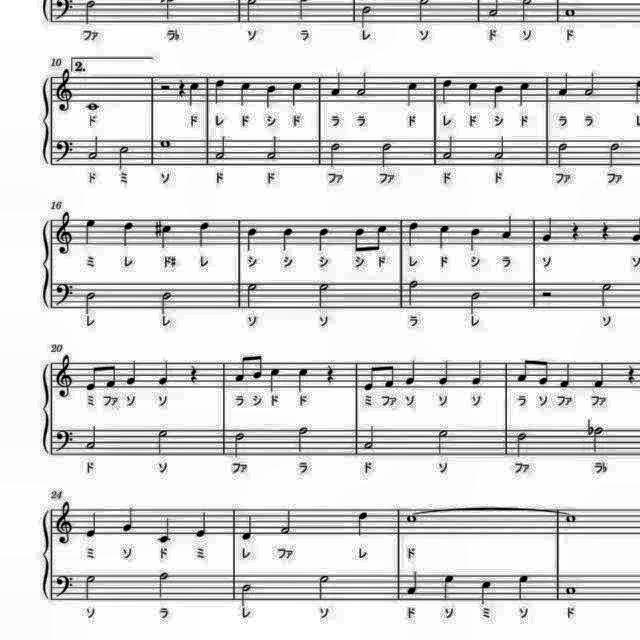 ファ ラ♭ ソ ラ レ ソ ド ソ ド
10 2.
ド ド レ ド シ ド ラ ラ ド レ ド シ ド ラ ラ
ド ミ ソ ド ド ファ ファ ド ド ファ ファ
16
ミ レ ド# レ シ シ シ シ ド レ ド シ ラ ソ
レ レ ソ ソ ラ レ ソ
20
ミ ファ ソ ソ ラ シ ド ド ミ ファ ソ ソ ソ ラ ソ ファ ファ
ド ソ ファ ラ ド ソ ファ ラ♭
24
ミ ソ ド ミ レ ファ レ ド
ソ ラ レ ソ ド ソ ミ ソ ド